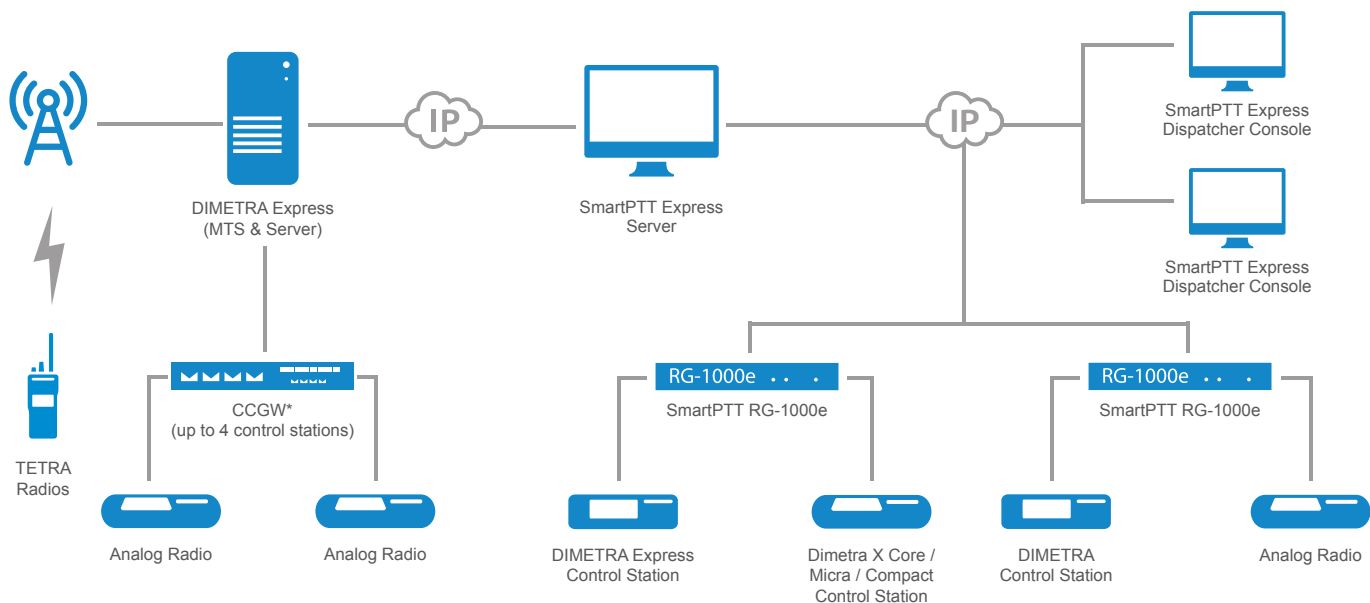 IP
IP
SmartPTT Express
Dispatcher Console
DIMETRA Express
(MTS & Server)
SmartPTT Express
Server
SmartPTT Express
Dispatcher Console
RG-1000e
SmartPTT RG-1000e
RG-1000e
SmartPTT RG-1000e
CCGW*
(up to 4 control stations)
TETRA
Radios
Analog Radio
Analog Radio
DIMETRA Express
Control Station
Dimetra X Core /
Micra / Compact
Control Station
DIMETRA
Control Station
Analog Radio